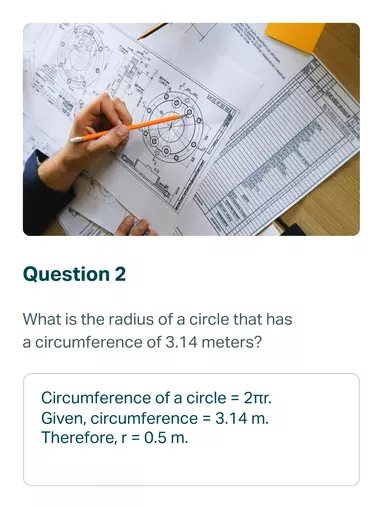 Question 2
What is the radius of a circle that has
a circumference of 3.14 meters?
Circumference of a circle = 2πr.
Given, circumference = 3.14 m.
Therefore, r = 0.5 m.